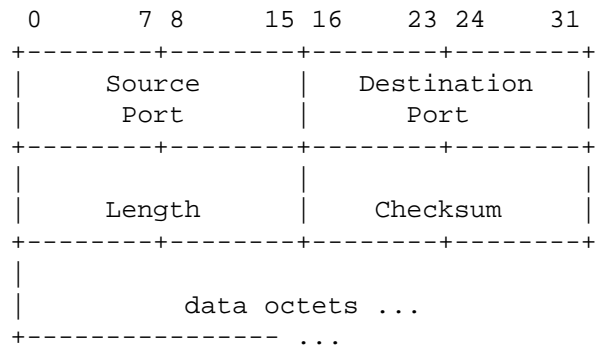 0 7 8 15 16 23 24 31
+--------+--------+--------+--------+
| Source | Destination |
| Port | Port |
+--------+--------+--------+--------+
| | |
| Length | Checksum |
+--------+--------+--------+--------+
|
| data octets ...
+---------------- ...